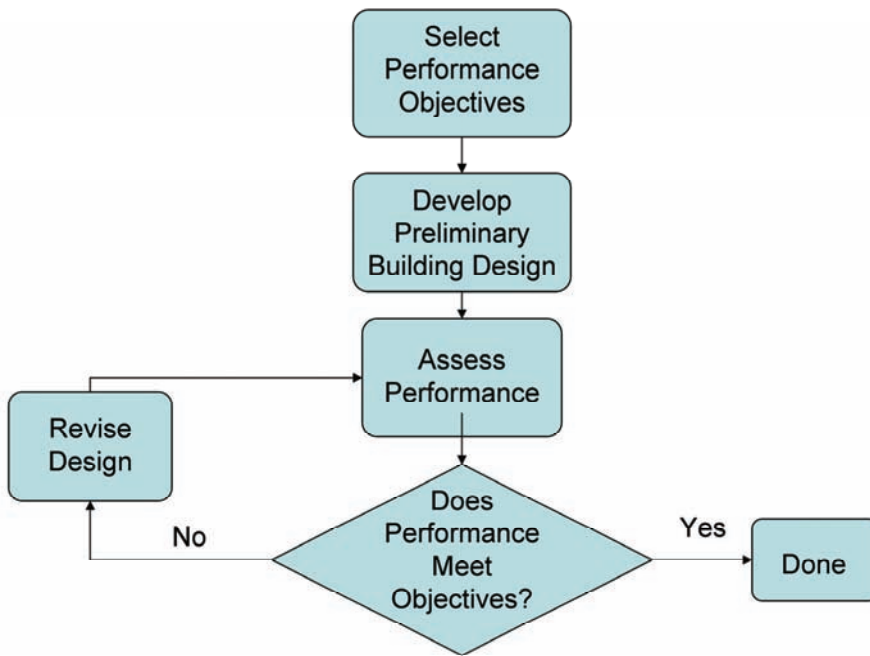 Select
Performance
Objectives
Develop
Preliminary
Building Design
Assess
Performance
Revise
Design
Does
Performance
Meet
Objectives?
No
Yes
Done